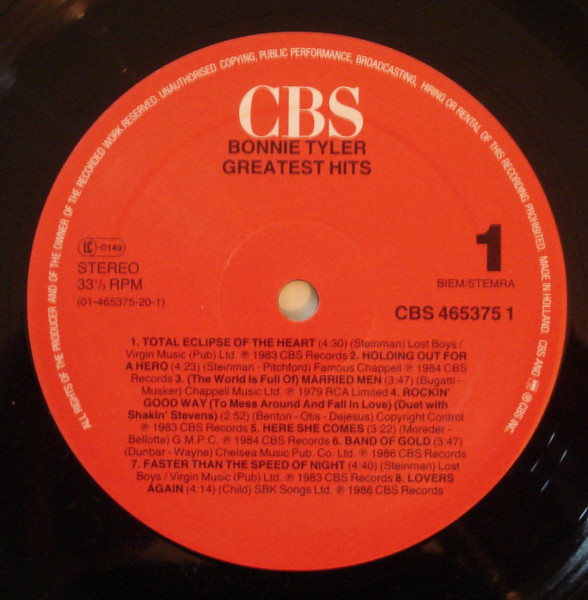 ALL RIGHTS OF THE PRODUCER AND OF THE OWNER OF THE RECORDED WORK RESERVED. UNAUTHORISED COPYING, PUBLIC PERFORMANCE, BROADCASTING, HIRING OR RENTAL OF THIS RECORDING PROHIBITED. MADE IN HOLLAND. CBS AND ® CBS INC.
CBS
BONNIE TYLER
GREATEST HITS
LC-0149
STEREO
33⅓ RPM
(01-465375-20-1)
1
BIEM/STEMRA
CBS 465375 1
1. TOTAL ECLIPSE OF THE HEART (4:30) (Steinman) Lost Boys /
Virgin Music (Pub) Ltd. ℗ 1983 CBS Records 2. HOLDING OUT FOR
A HERO (4:23) (Steinman - Pitchford) Famous Chappell ℗ 1984 CBS
Records 3. (The World Is Full Of) MARRIED MEN (3:47) (Bugatti -
Musker) Chappell Music Ltd. ℗ 1979 RCA Limited 4. ROCKIN'
GOOD WAY (To Mess Around And Fall In Love) (Duet with
Shakin' Stevens) (2:52) (Benton - Otis - Dejesus) Copyright Control
℗ 1983 CBS Records 5. HERE SHE COMES (3:22) (Moreder -
Bellotte) G.M.P.C. ℗ 1984 CBS Records 6. BAND OF GOLD (3:47)
(Dunbar - Wayne) Chelsea Music Pub. Co. Ltd. ℗ 1986 CBS Records
7. FASTER THAN THE SPEED OF NIGHT (4:40) (Steinman) Lost
Boys / Virgin Music (Pub) Ltd. ℗ 1983 CBS Records 8. LOVERS
AGAIN (4:14) (Child) SBK Songs Ltd. ℗ 1986 CBS Records